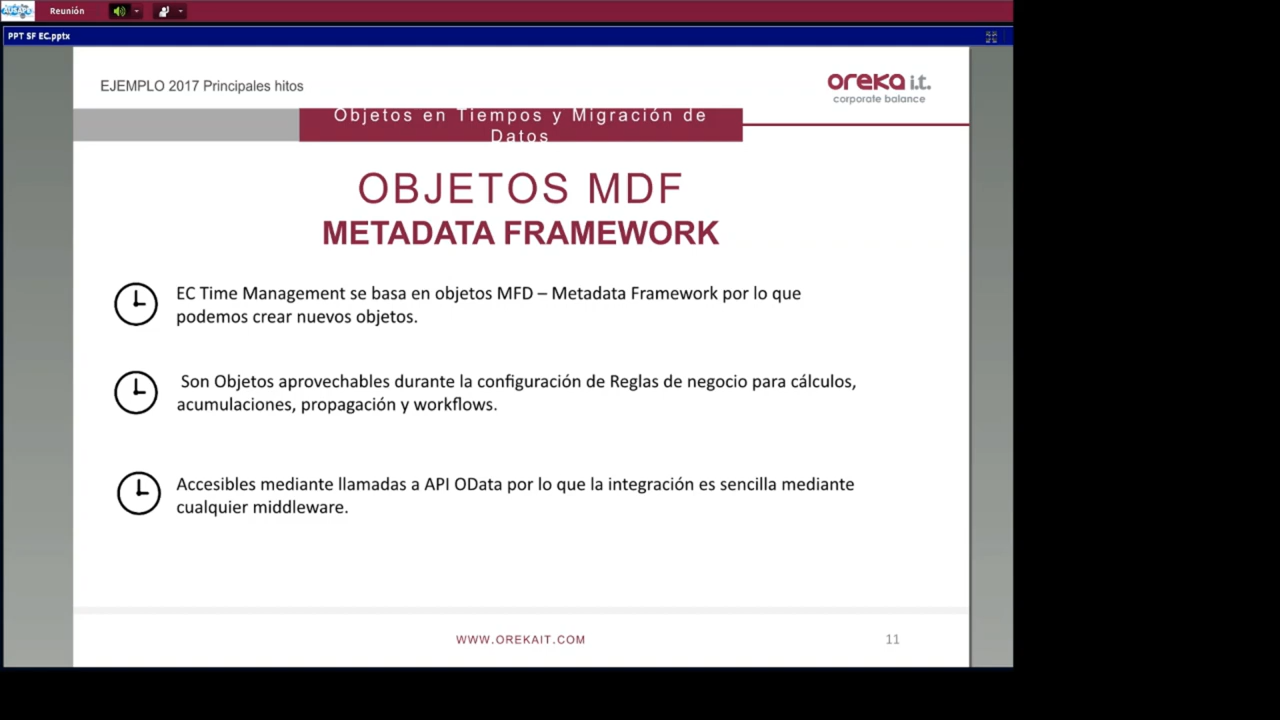 Reunión
PPT SF EC.pptx
EJEMPLO 2017 Principales hitos
oreka i.t.
corporate balance
Objetos en Tiempos y Migración de
Datos
OBJETOS MDF
METADATA FRAMEWORK
EC Time Management se basa en objetos MFD – Metadata Framework por lo que
podemos crear nuevos objetos.
Son Objetos aprovechables durante la configuración de Reglas de negocio para cálculos,
acumulaciones, propagación y workflows.
Accesibles mediante llamadas a API OData por lo que la integración es sencilla mediante
cualquier middleware.
WWW.OREKAIT.COM
11